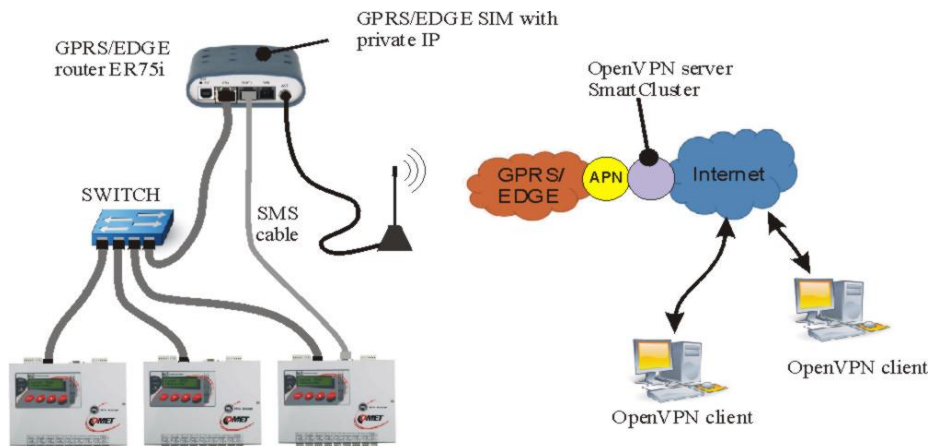 GPRS/EDGE SIM with
private IP
GPRS/EDGE
router ER75i
OpenVPN server
SmartCluster
GPRS/
EDGE
APN
Internet
SWITCH
SMS
cable
OpenVPN client
OpenVPN client